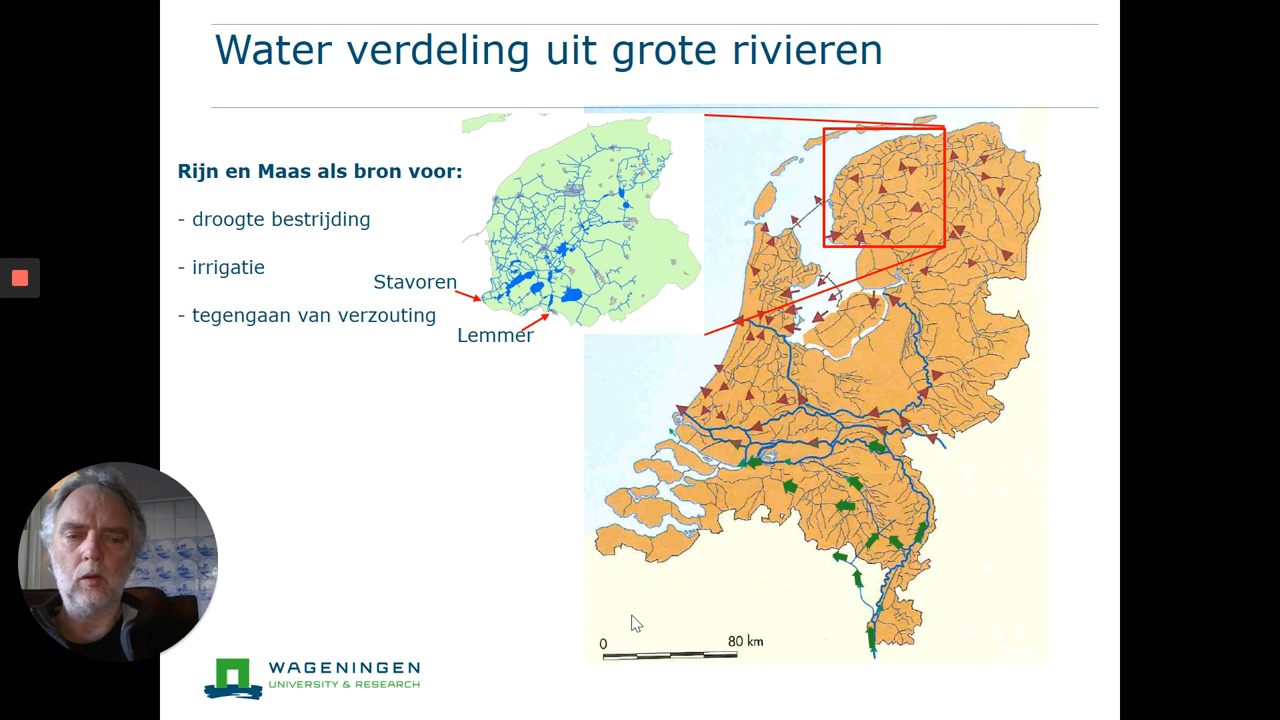 Water verdeling uit grote rivieren
Rijn en Maas als bron voor:
- droogte bestrijding
- irrigatie
- tegengaan van verzouting
Stavoren
Lemmer
0 80 km
WAGENINGEN
UNIVERSITY & RESEARCH